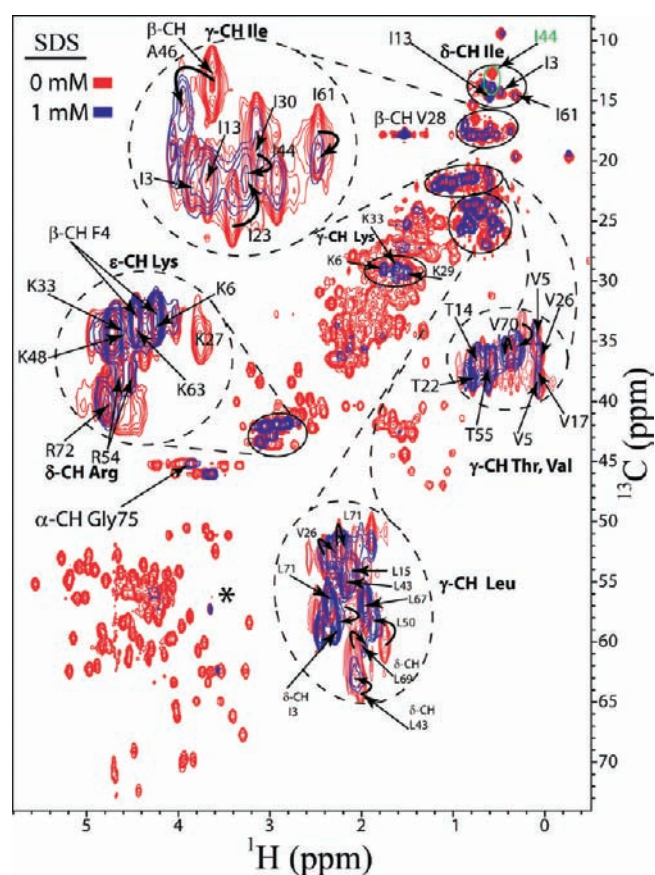 SDS
0 mM
1 mM
β-CH
A46
γ-CH Ile
I13
I3
I30
I44
I23
I61
I13
δ-CH Ile
I44
I3
I61
β-CH V28
β-CH F4
ε-CH Lys
K33
K48
K6
K27
K63
R72
R54
δ-CH Arg
γ-CH Lys
K33
K6
K29
T14
V70
V5
V26
T22
T55
V5
V17
γ-CH Thr, Val
α-CH Gly75
*
V26
L71
L71
L15
L43
L67
L50
γ-CH Leu
δ-CH
I3
δ-CH
L69
δ-CH
L43
10
15
20
25
30
35
40
45
50
55
60
65
70
13C (ppm)
5 4 3 2 1 0
1H (ppm)